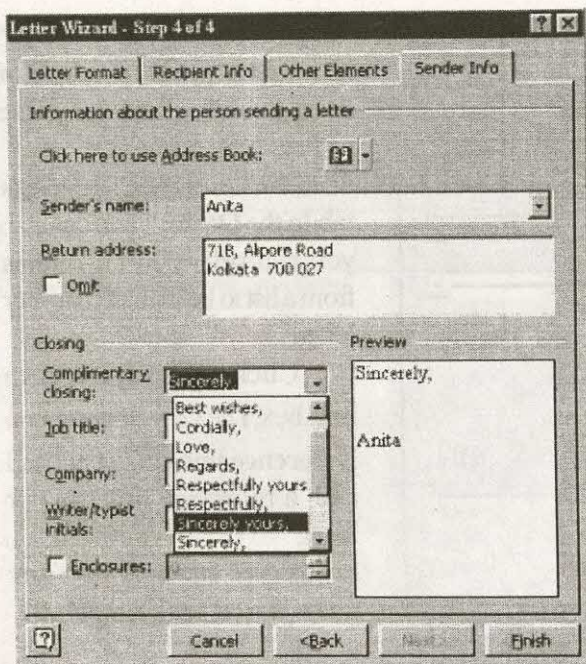 Letter Wizard - Step 4 of 4
Letter Format Recipient Info Other Elements Sender Info
Information about the person sending a letter
Click here to use Address Book:
Sender's name: Anita
Return address: 71B, Alipore Road
Kolkata 700 027
Omit
Closing
Complimentary closing: Sincerely,
Best wishes,
Cordially,
Love,
Regards,
Respectfully yours
Respectfully,
Sincerely yours,
Sincerely,
Job title:
Company:
Writer/typist initials:
Enclosures:
Preview
Sincerely,
Anita
Cancel <Back Next> Finish